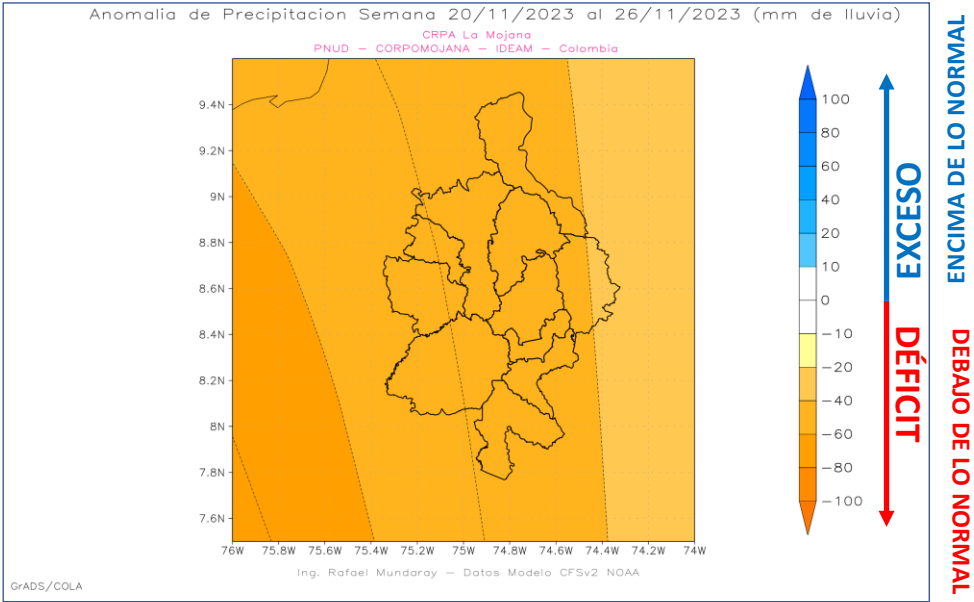 Anomalia de Precipitacion Semana 20/11/2023 al 26/11/2023 (mm de lluvia)
CRPA La Mojana
PNUD – CORPOMOJANA – IDEAM – Colombia
9.4N
9.2N
9N
8.8N
8.6N
8.4N
8.2N
8N
7.8N
7.6N
76W 75.8W 75.6W 75.4W 75.2W 75W 74.8W 74.6W 74.4W 74.2W 74W
Ing. Rafael Mundaray – Datos Modelo CFSv2 NOAA
GrADS/COLA
100
80
60
40
20
10
0
−10
−20
−40
−60
−80
−100
EXCESO
DÉFICIT
ENCIMA DE LO NORMAL
DEBAJO DE LO NORMAL